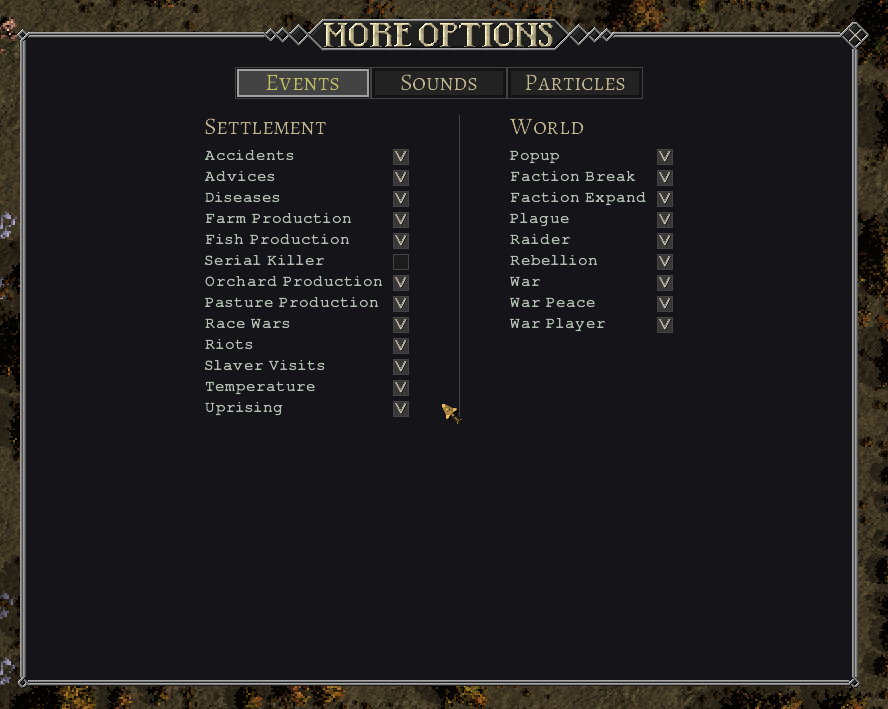 MORE OPTIONS
EVENTS SOUNDS PARTICLES
SETTLEMENT
Accidents
Advices
Diseases
Farm Production
Fish Production
Serial Killer
Orchard Production
Pasture Production
Race Wars
Riots
Slaver Visits
Temperature
Uprising
WORLD
Popup
Faction Break
Faction Expand
Plague
Raider
Rebellion
War
War Peace
War Player